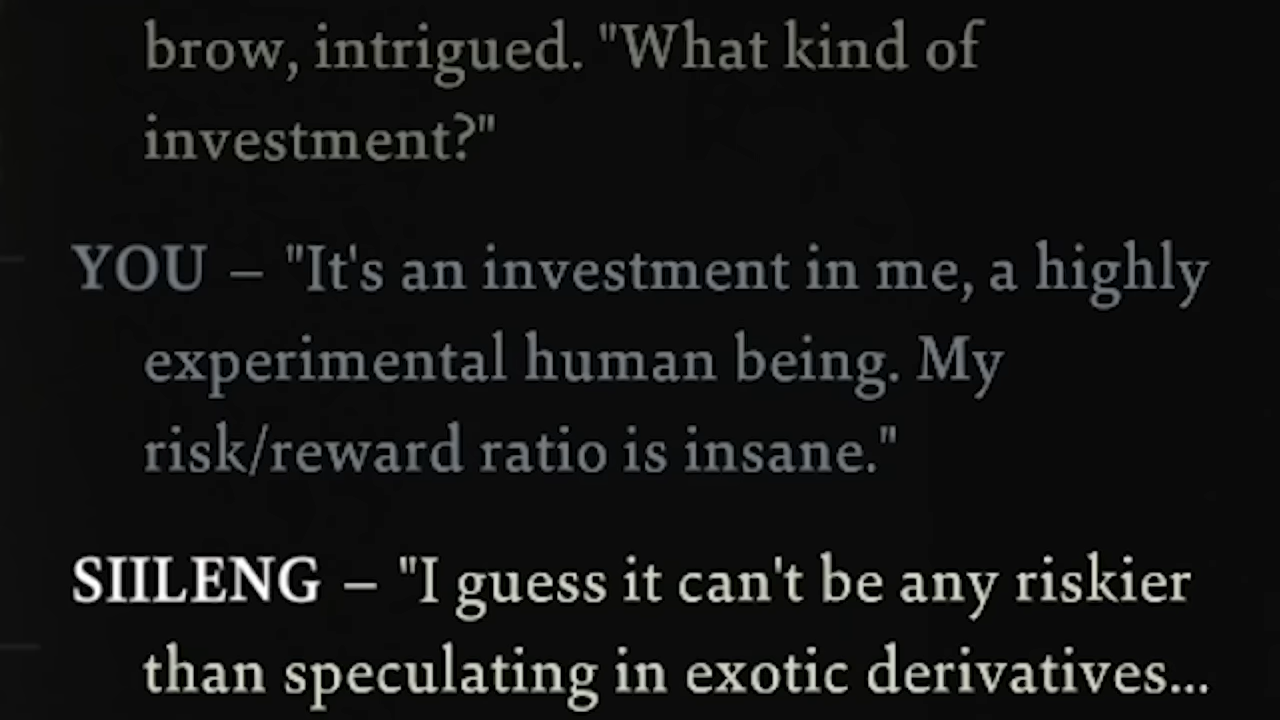 brow, intrigued. "What kind of
investment?"
YOU – "It's an investment in me, a highly
experimental human being. My
risk/reward ratio is insane."
SIILENG – "I guess it can't be any riskier
than speculating in exotic derivatives...